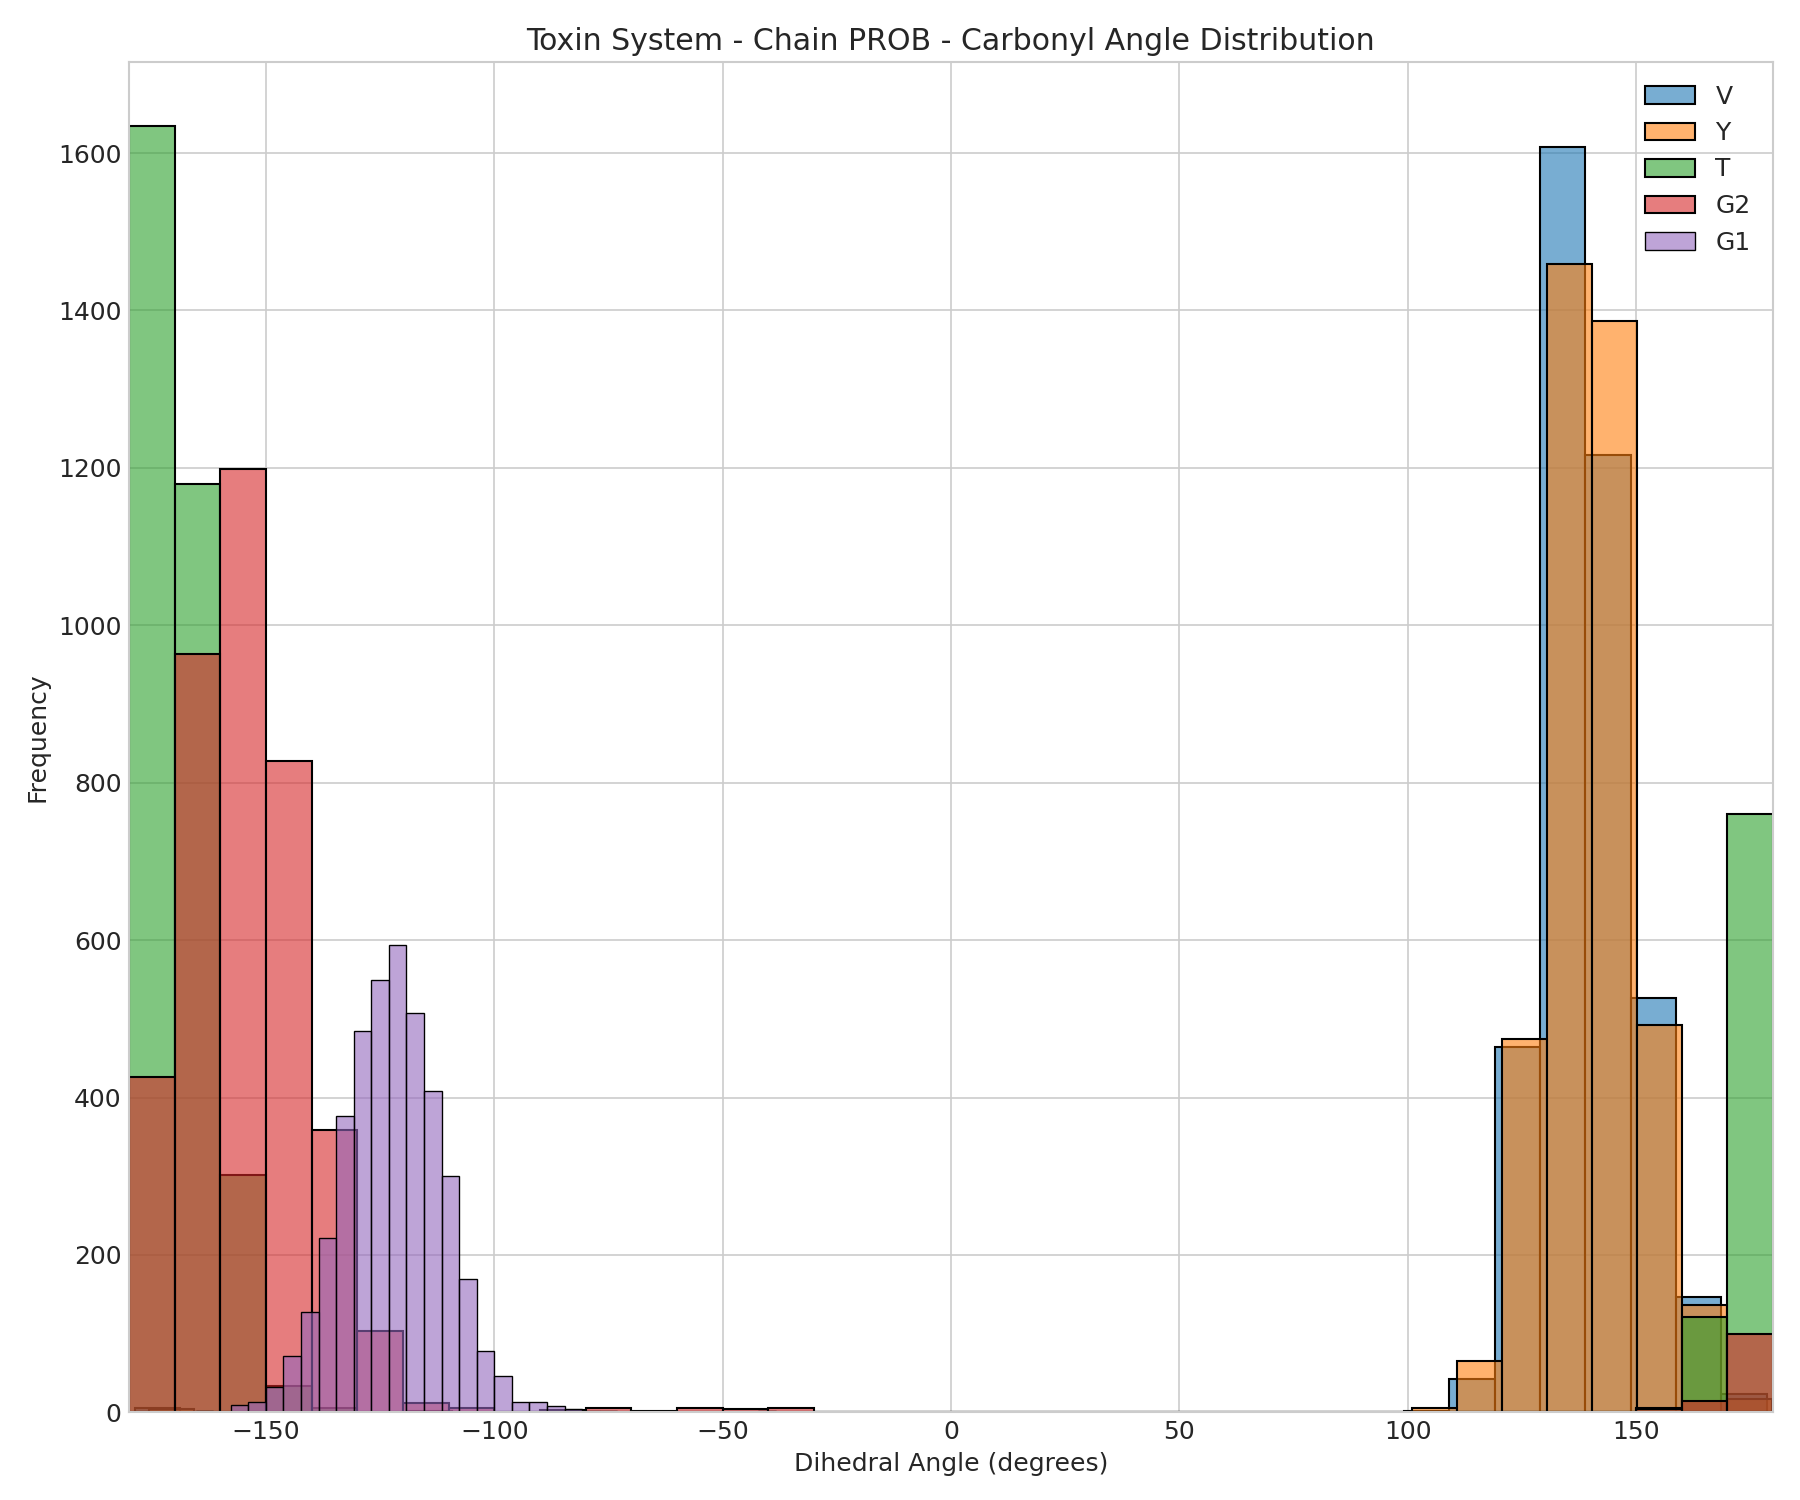 Toxin System - Chain PROB - Carbonyl Angle Distribution
V
Y
T
G2
G1
Frequency
1600
1400
1200
1000
800
600
400
200
0
−150
−100
−50
0
50
100
150
Dihedral Angle (degrees)